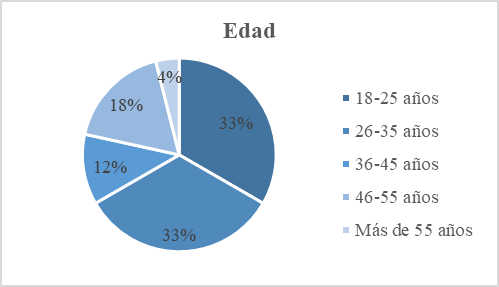 Edad
4%
33%
18%
12%
33%
18-25 años
26-35 años
36-45 años
46-55 años
Más de 55 años